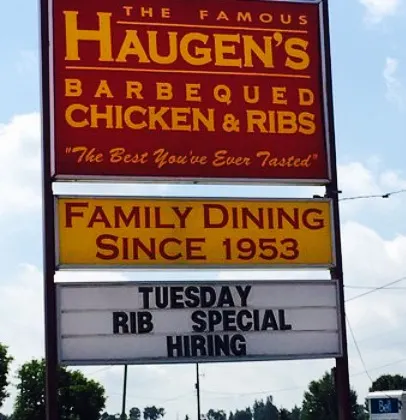 THE FAMOUS
HAUGEN'S
BARBEQUED
CHICKEN & RIBS
"The Best You've Ever Tasted"
FAMILY DINING
SINCE 1953
TUESDAY
RIB SPECIAL
HIRING
Bell